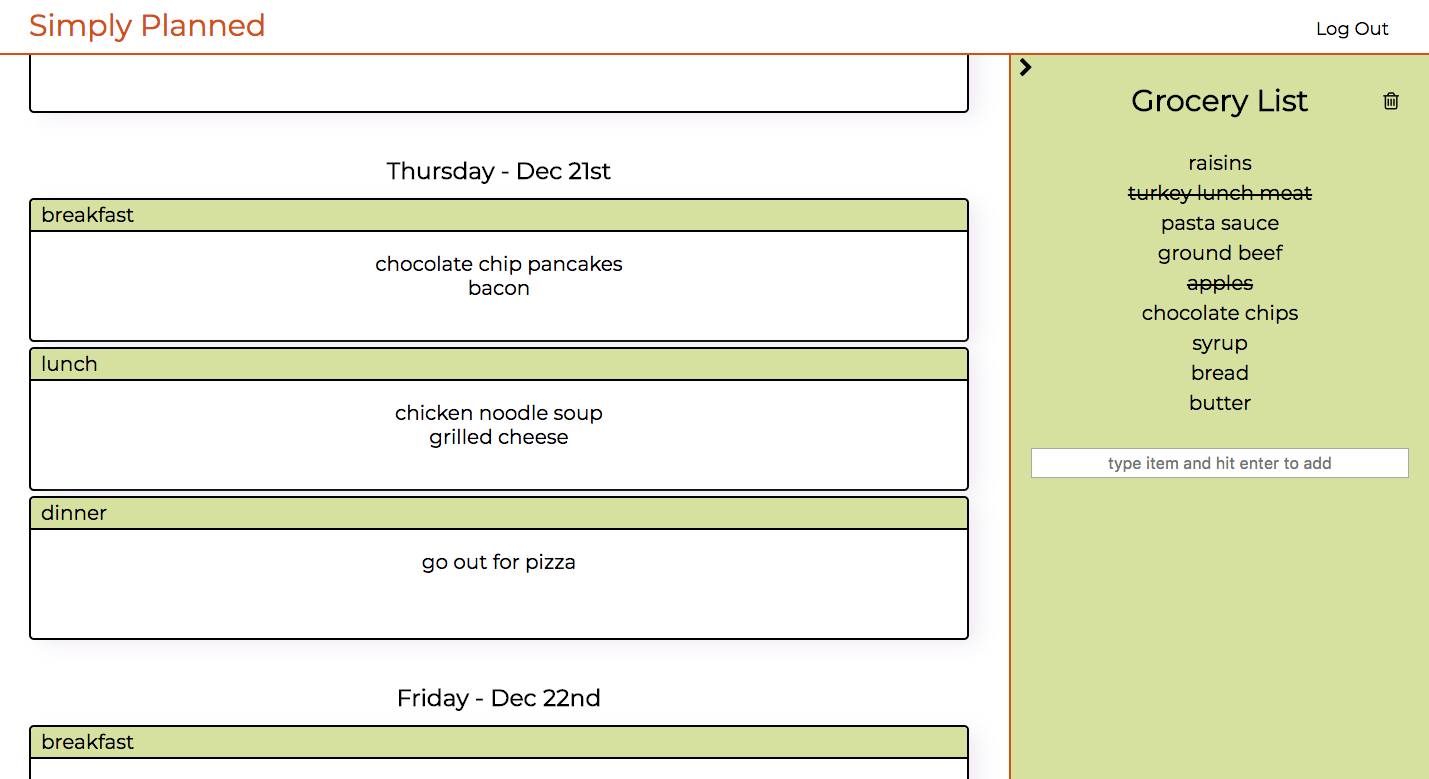 Simply Planned
Log Out
Thursday - Dec 21st
breakfast
chocolate chip pancakes
bacon
lunch
chicken noodle soup
grilled cheese
dinner
go out for pizza
Friday - Dec 22nd
breakfast
Grocery List
raisins
turkey lunch meat
pasta sauce
ground beef
apples
chocolate chips
syrup
bread
butter
type item and hit enter to add